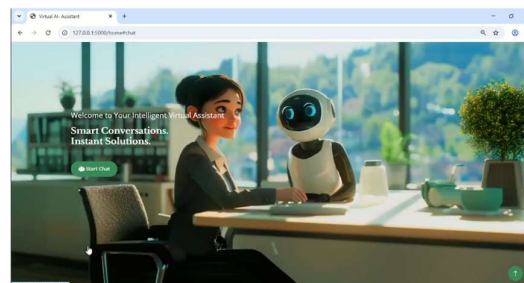 Virtual AI- Assistant
127.0.0.1:5000/home#chat
Welcome to Your Intelligent Virtual Assistant
Smart Conversations.
Instant Solutions.
Start Chat